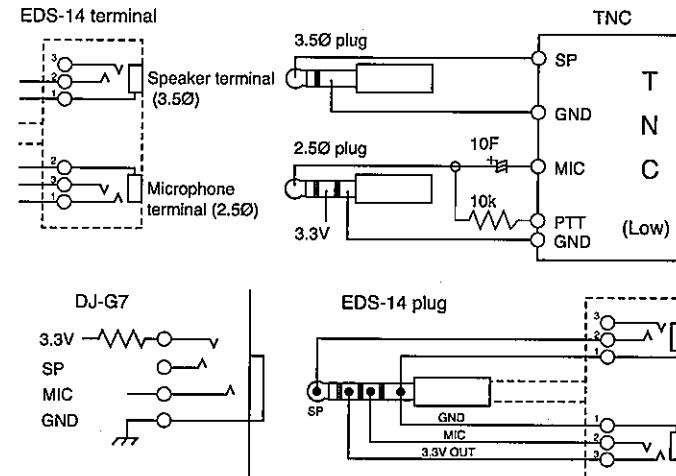 EDS-14 terminal
3
2
1
Speaker terminal
(3.5Ø)
2
3
1
Microphone
terminal (2.5Ø)
3.5Ø plug
2.5Ø plug
3.3V
10F
+
10k
TNC
SP
GND
MIC
PTT
GND
T
N
C
(Low)
DJ-G7
3.3V
SP
MIC
GND
EDS-14 plug
SP
GND
MIC
3.3V OUT
3
2
1
1
2
3